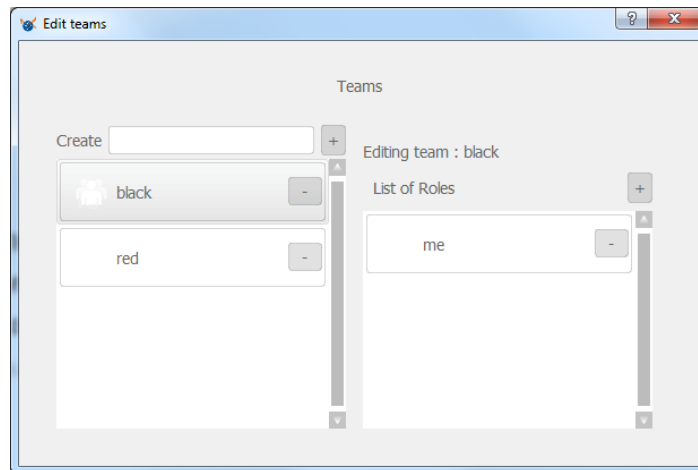 Edit teams
?
X
Teams
Create
+
Editing team : black
List of Roles
+
black
-
red
-
me
-